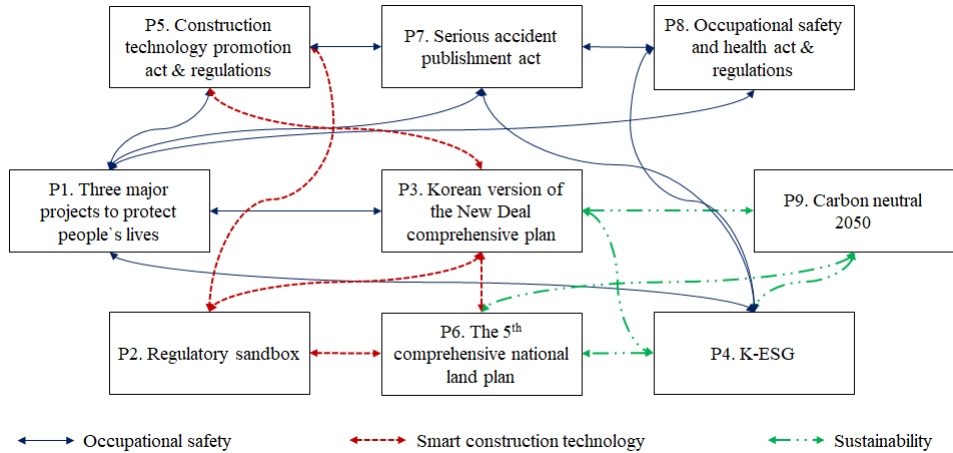 P5. Construction
technology promotion
act & regulations
P7. Serious accident
publishment act
P8. Occupational safety
and health act &
regulations
P1. Three major
projects to protect
people`s lives
P3. Korean version of
the New Deal
comprehensive plan
P9. Carbon neutral
2050
P2. Regulatory sandbox
P6. The 5th
comprehensive national
land plan
P4. K-ESG
Occupational safety
Smart construction technology
Sustainability